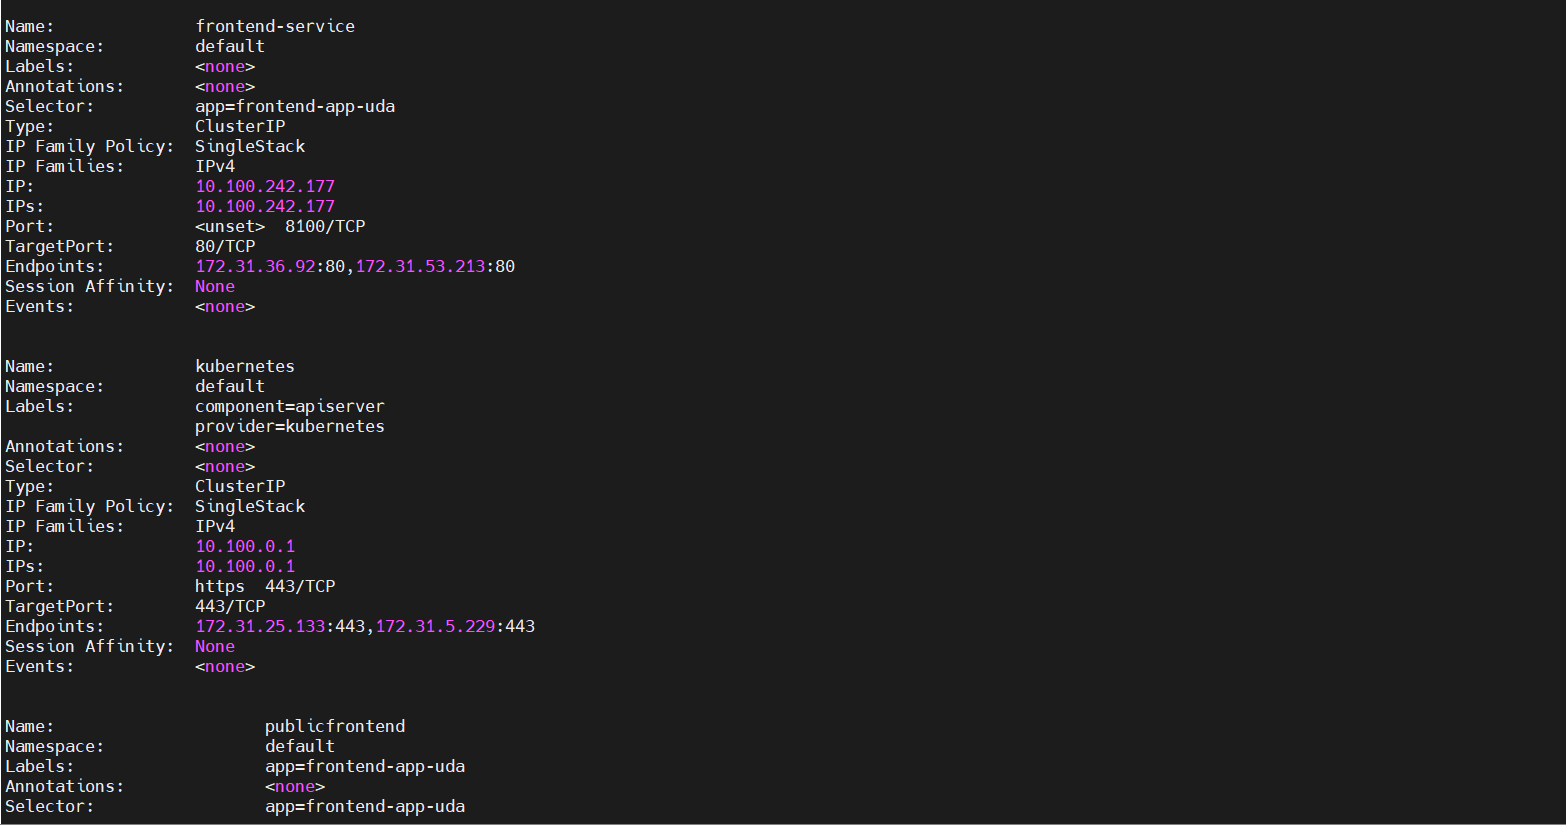 Name:              frontend-service
Namespace:         default
Labels:            <none>
Annotations:       <none>
Selector:          app=frontend-app-uda
Type:              ClusterIP
IP Family Policy:  SingleStack
IP Families:       IPv4
IP:                10.100.242.177
IPs:               10.100.242.177
Port:              <unset>  8100/TCP
TargetPort:        80/TCP
Endpoints:         172.31.36.92:80,172.31.53.213:80
Session Affinity:  None
Events:            <none>
Name:              kubernetes
Namespace:         default
Labels:            component=apiserver
                   provider=kubernetes
Annotations:       <none>
Selector:          <none>
Type:              ClusterIP
IP Family Policy:  SingleStack
IP Families:       IPv4
IP:                10.100.0.1
IPs:               10.100.0.1
Port:              https  443/TCP
TargetPort:        443/TCP
Endpoints:         172.31.25.133:443,172.31.5.229:443
Session Affinity:  None
Events:            <none>
Name:                     publicfrontend
Namespace:                default
Labels:                   app=frontend-app-uda
Annotations:              <none>
Selector:                 app=frontend-app-uda